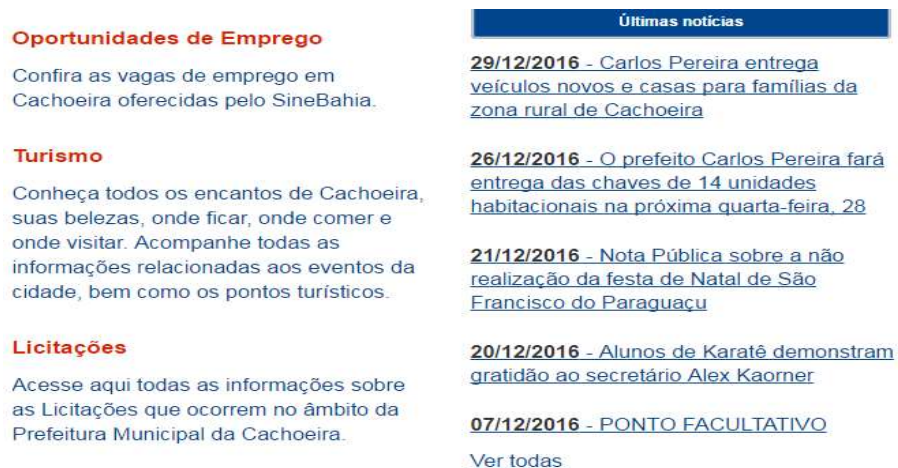 Oportunidades de Emprego
Confira as vagas de emprego em
Cachoeira oferecidas pelo SineBahia.
Turismo
Conheça todos os encantos de Cachoeira,
suas belezas, onde ficar, onde comer e
onde visitar. Acompanhe todas as
informações relacionadas aos eventos da
cidade, bem como os pontos turísticos.
Licitações
Acesse aqui todas as informações sobre
as Licitações que ocorrem no âmbito da
Prefeitura Municipal da Cachoeira.
Últimas notícias
29/12/2016 - Carlos Pereira entrega
veículos novos e casas para famílias da
zona rural de Cachoeira
26/12/2016 - O prefeito Carlos Pereira fará
entrega das chaves de 14 unidades
habitacionais na próxima quarta-feira, 28
21/12/2016 - Nota Pública sobre a não
realização da festa de Natal de São
Francisco do Paraguaçu
20/12/2016 - Alunos de Karatê demonstram
gratidão ao secretário Alex Kaorner
07/12/2016 - PONTO FACULTATIVO
Ver todas